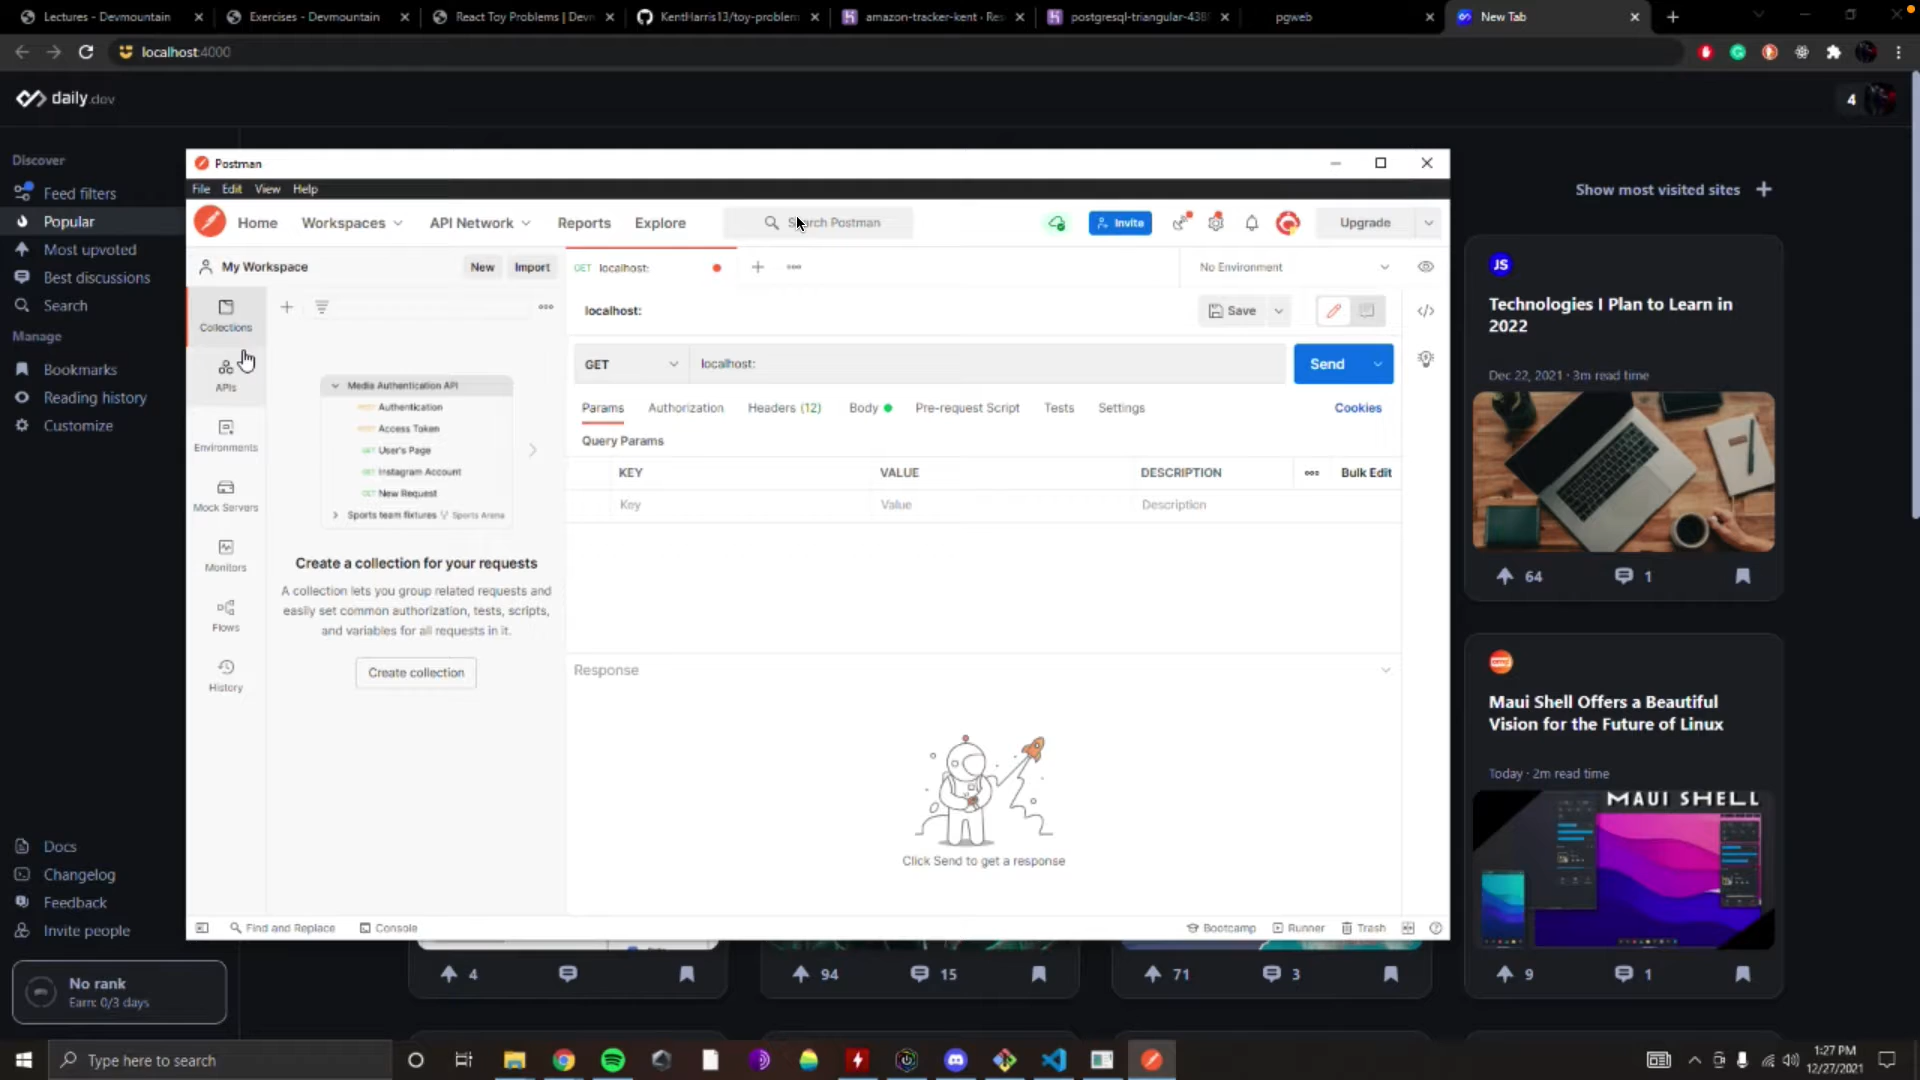 Lectures - Devmountain
Exercises - Devmountain
React Toy Problems | Devm
KentHarris13/toy-problem
amazon-tracker-kent • Res
postgresql-triangular-438
pgweb
New Tab
localhost:4000
daily.dev
4
Discover
Feed filters
Popular
Most upvoted
Best discussions
Search
Manage
Bookmarks
Reading history
Customize
Docs
Changelog
Feedback
Invite people
No rank
Earn: 0/3 days
Postman
File Edit View Help
Home Workspaces API Network Reports Explore
Search Postman
Invite
Upgrade
My Workspace
New Import
GET localhost:
No Environment
Collections
APIs
Environments
Mock Servers
Monitors
Flows
History
Media Authentication API
Authentication
Access Token
GET User's Page
GET Instagram Account
GET New Request
Sports team fixtures Sports Arena
Create a collection for your requests
A collection lets you group related requests and
easily set common authorization, tests, scripts,
and variables for all requests in it.
Create collection
localhost:
Save
GET localhost:
Send
Params Authorization Headers (12) Body Pre-request Script Tests Settings
Cookies
Query Params
KEY VALUE DESCRIPTION
Bulk Edit
Key Value Description
Response
Click Send to get a response
Find and Replace
Console
Bootcamp
Runner
Trash
Show most visited sites
JS
Technologies I Plan to Learn in
2022
Dec 22, 2021 · 3m read time
64 1
Maui Shell Offers a Beautiful
Vision for the Future of Linux
Today · 2m read time
MAUI SHELL
9 1
4
94 15
71 3
Type here to search
1:27 PM
12/27/2021